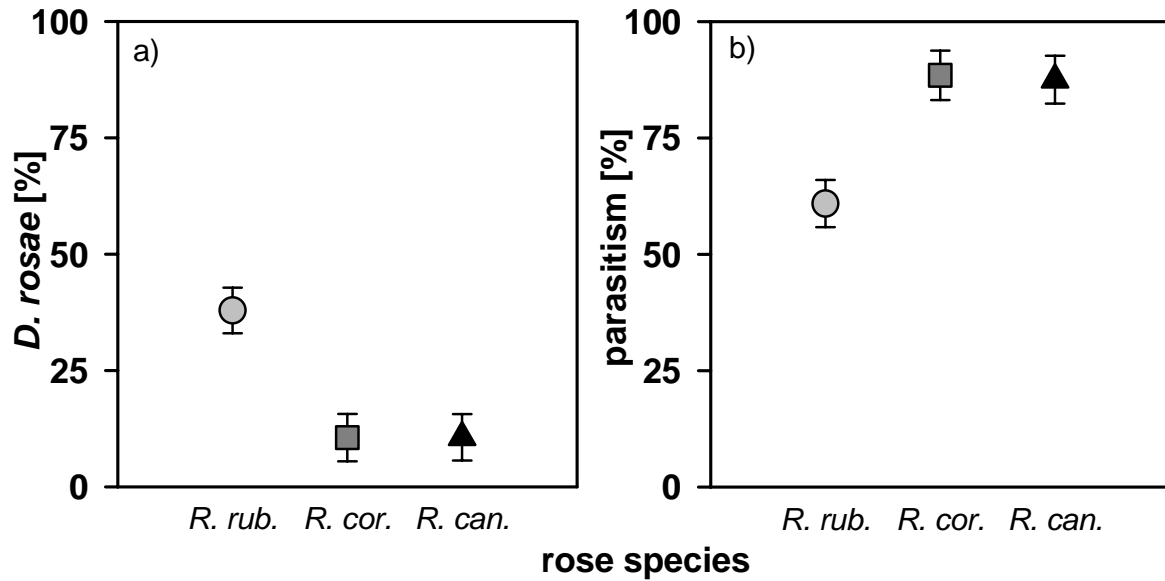 a)
D. rosae [%]
100
75
50
25
0
R. rub. R. cor. R. can.
b)
parasitism [%]
100
75
50
25
0
R. rub. R. cor. R. can.
rose species